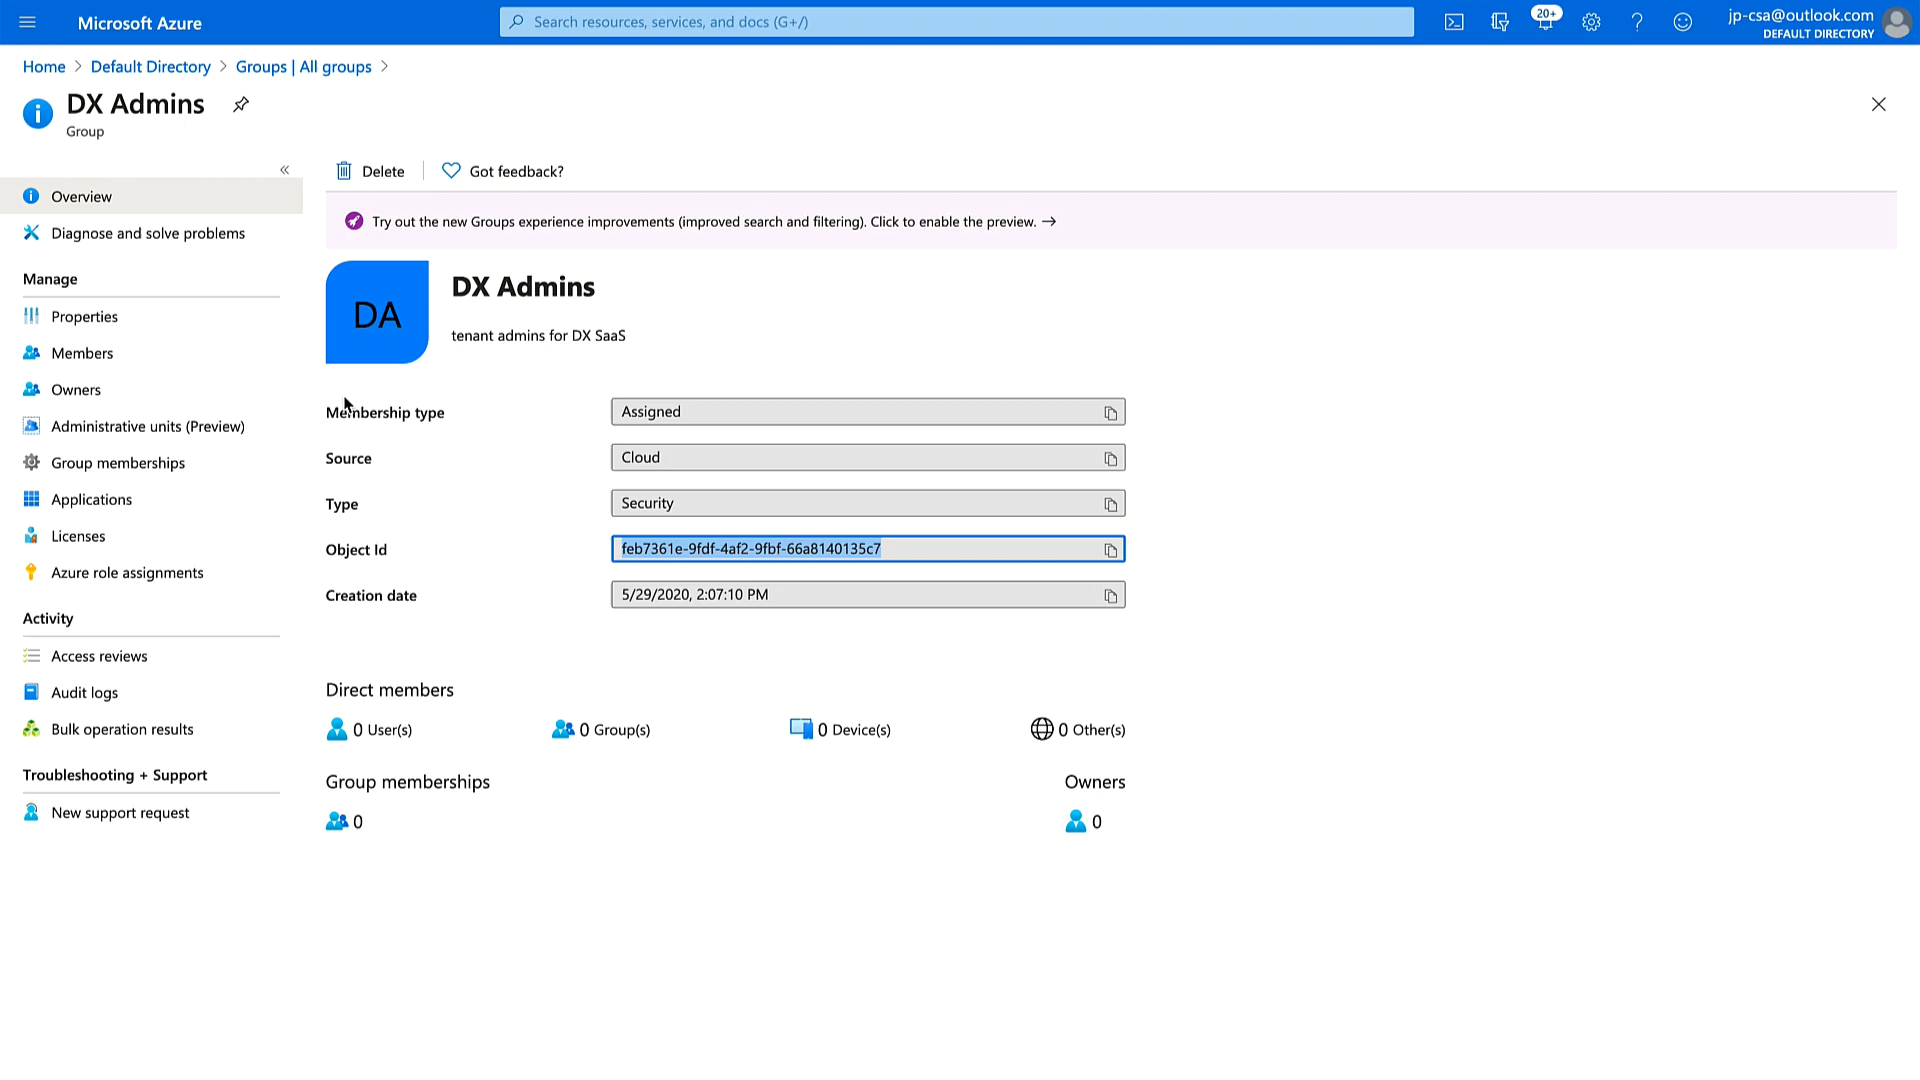 Microsoft Azure
Search resources, services, and docs (G+/)
20+
jp-csa@outlook.com
DEFAULT DIRECTORY
Home > Default Directory > Groups | All groups >
DX Admins
Group
Overview
Diagnose and solve problems
Manage
Properties
Members
Owners
Administrative units (Preview)
Group memberships
Applications
Licenses
Azure role assignments
Activity
Access reviews
Audit logs
Bulk operation results
Troubleshooting + Support
New support request
Delete
Got feedback?
Try out the new Groups experience improvements (improved search and filtering). Click to enable the preview. →
DA
DX Admins
tenant admins for DX SaaS
Membership type
Assigned
Source
Cloud
Type
Security
Object Id
feb7361e-9fdf-4af2-9fbf-66a8140135c7
Creation date
5/29/2020, 2:07:10 PM
Direct members
0 User(s)
0 Group(s)
0 Device(s)
0 Other(s)
Group memberships
Owners
0
0